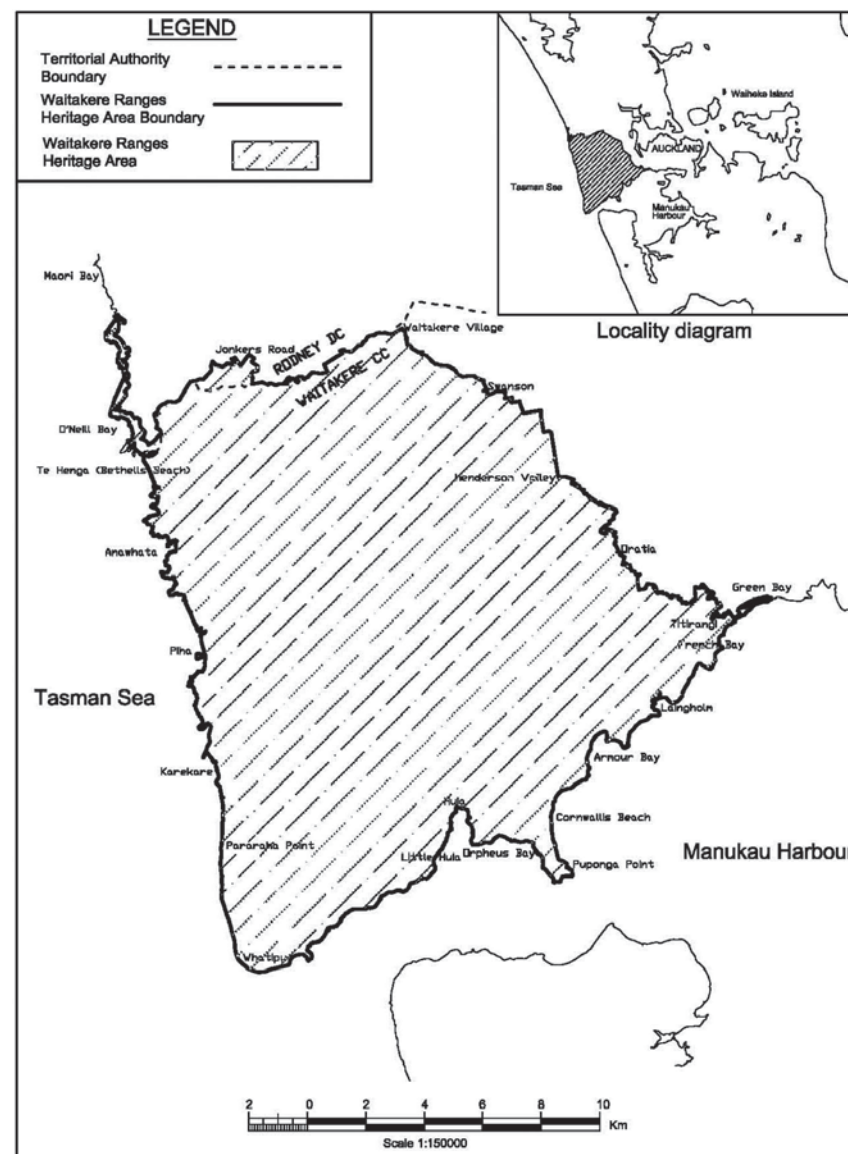 LEGEND
Territorial Authority
Boundary
Waitakere Ranges
Heritage Area Boundary
Waitakere Ranges
Heritage Area
Waiheke Island
AUCKLAND
Tasman Sea
Manukau
Harbour
Locality diagram
Maori Bay
Waitakere Village
Jonkers Road
RODNEY DC
WAITAKERE CC
Swanson
O'Neill Bay
Te Henga (Bethells Beach)
Henderson Valley
Anawhata
Oratia
Green Bay
Titirangi
French Bay
Piha
Tasman Sea
Laingholm
Armour Bay
Karekare
Huia
Cornwallis Beach
Pararaha Point
Little Huia
Orpheus Bay
Puponga Point
Manukau Harbour
Whatipu
2 0 2 4 6 8 10
Km
Scale 1:150000